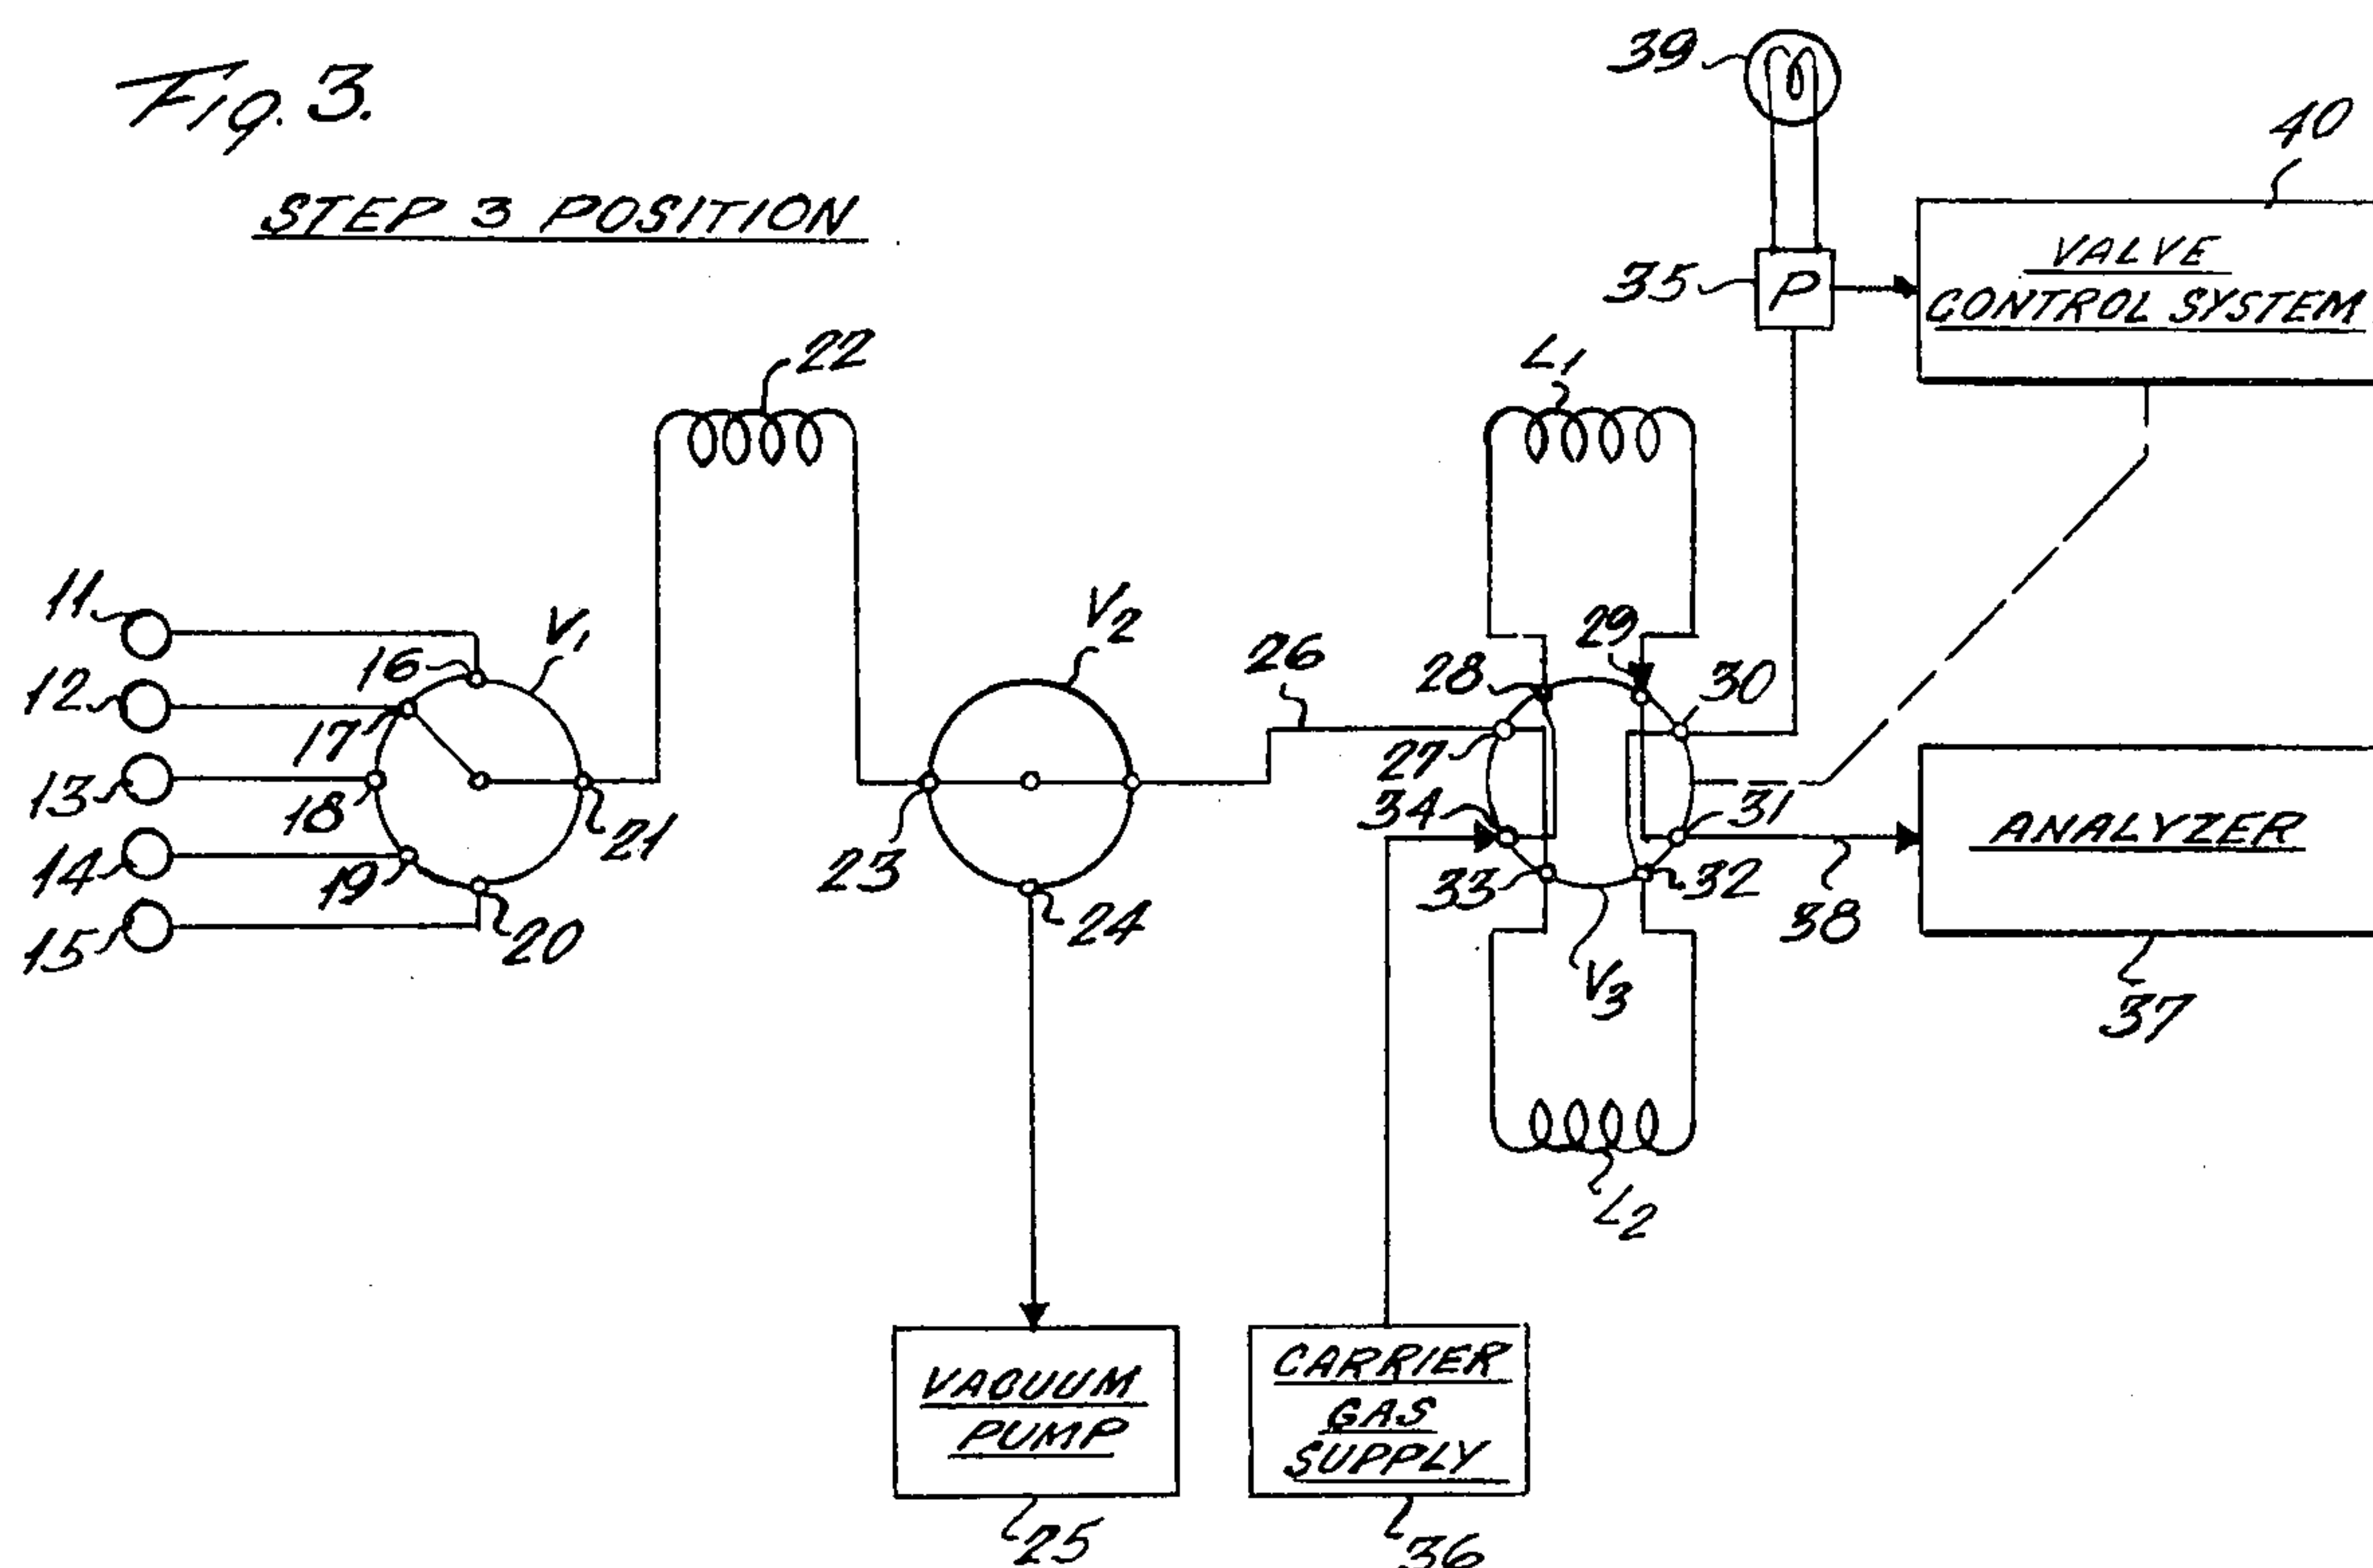 Fig. 3.
STEP 3 POSITION
39
40
35
P
VALVE
CONTROL SYSTEM
22
L1
11
V1
V2
29
16
26
28
30
12
17
27
13
18
21
34
31
ANALYZER
14
19
23
24
33
32
38
15
20
V3
37
L2
VACUUM
PUMP
CARRIER
GAS
SUPPLY
25
36